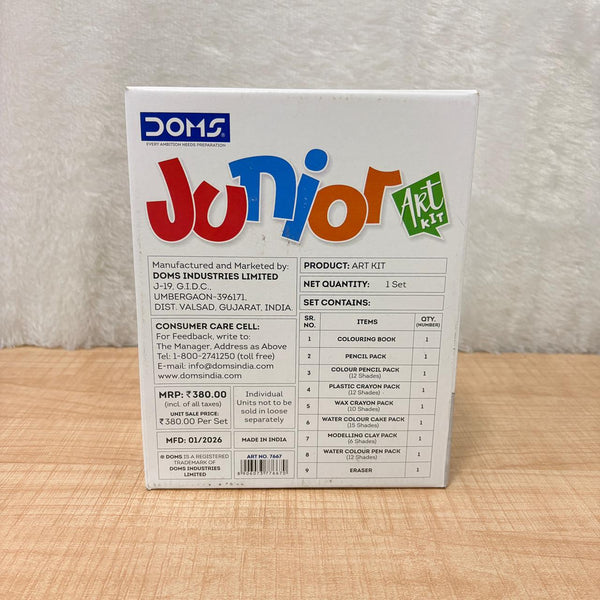 DOMS®
EVERY AMBITION NEEDS PREPARATION
Junior
Art
KIT
Manufactured and Marketed by:
DOMS INDUSTRIES LIMITED
J-19, G.I.D.C.,
UMBERGAON-396171,
DIST. VALSAD, GUJARAT, INDIA
CONSUMER CARE CELL:
For Feedback, write to:
The Manager, Address as Above
Tel: 1-800-2741250 (toll free)
E-mail: info@domsindia.com
www.domsindia.com
MRP: ₹380.00
(incl. of all taxes)
UNIT SALE PRICE:
₹380.00 Per Set
Individual
Units not to be
sold in loose
separately
MFD: 01/2026
MADE IN INDIA
® DOMS IS A REGISTERED
TRADEMARK OF
DOMS INDUSTRIES
LIMITED
ART NO. 7667
PRODUCT: ART KIT
NET QUANTITY: 1 Set
SET CONTAINS:
SR. NO. ITEMS QTY. (NUMBER)
1 COLOURING BOOK 1
2 PENCIL PACK 1
3 COLOUR PENCIL PACK (12 Shades) 1
4 PLASTIC CRAYON PACK (12 Shades) 1
5 WAX CRAYON PACK (10 Shades) 1
6 WATER COLOUR CAKE PACK (15 Shades) 1
7 MODELLING CLAY PACK (6 Shades) 1
8 WATER COLOUR PEN PACK (12 Shades) 1
9 ERASER 1